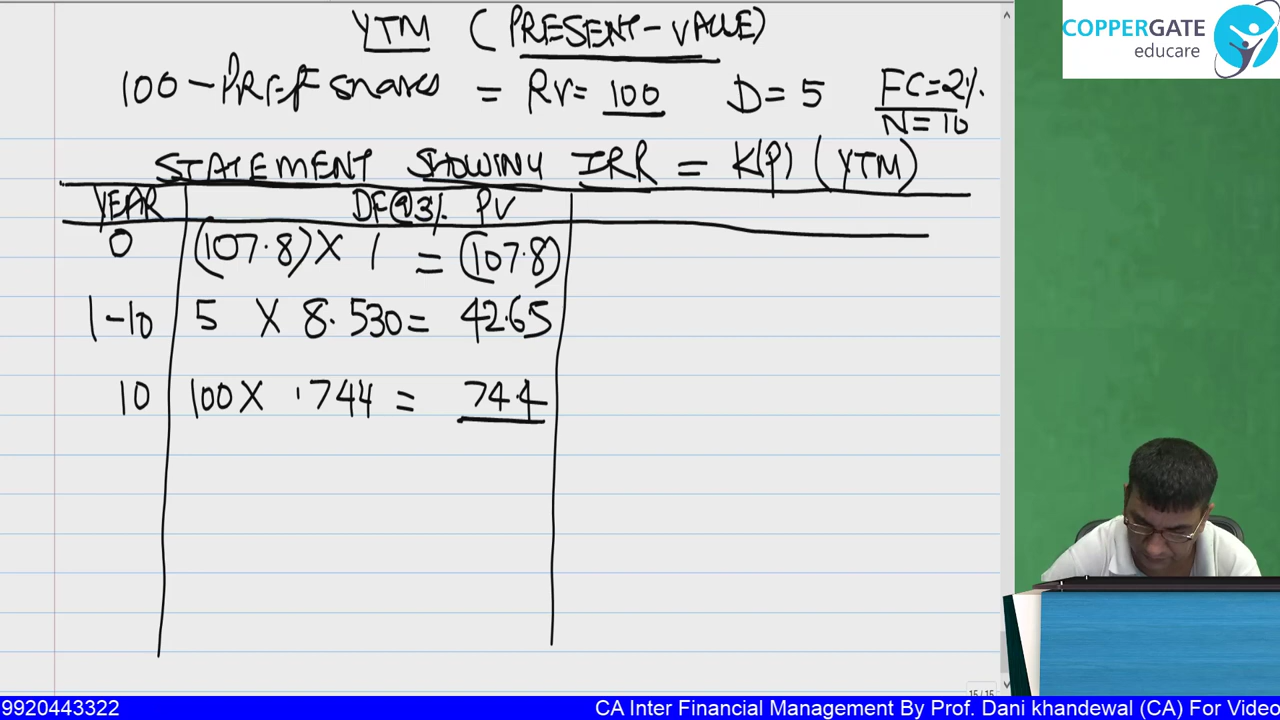 YTM (PRESENT-VALUE)
100-PREF shares = RV= 100 D= 5 FC=2%.
N= 10
STATEMENT SHOWING IRR = K(P) (YTM)
YEAR DF@3%. PV
0 (107.8) X 1 = (107.8)
1-10 5 X 8.530 = 42.65
10 100 X .744 = 74.4
COPPERGATE
educare
15/15
9920443322 CA Inter Financial Management By Prof. Dani khandewal (CA) For Video